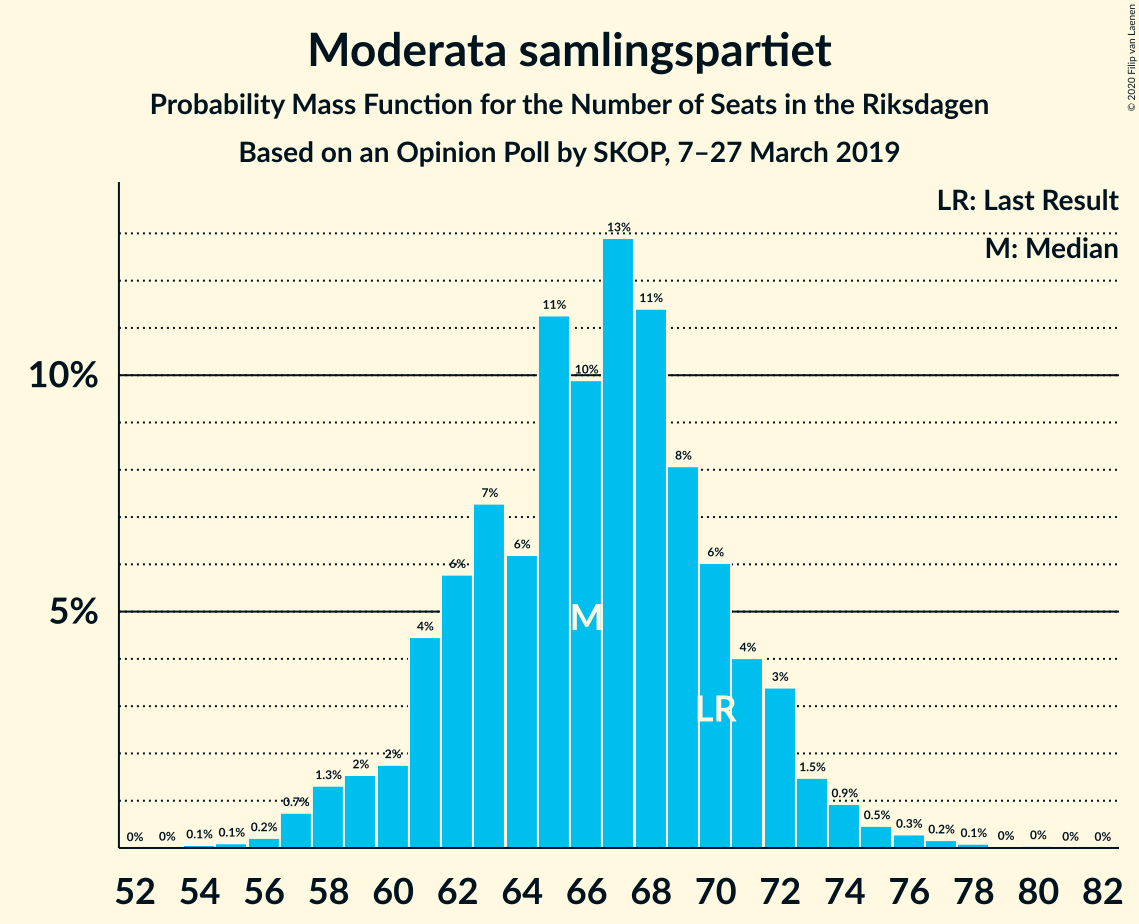 Moderata samlingspartiet
Probability Mass Function for the Number of Seats in the Riksdagen
Based on an Opinion Poll by SKOP, 7–27 March 2019
© 2020 Filip van Laenen
LR: Last Result
M: Median
10%
5%
0% 0% 0.1% 0.1% 0.2% 0.7% 1.3% 2% 2% 4% 6% 7% 6% 11% 10% 13% 11% 8% 6% 4% 3% 1.5% 0.9% 0.5% 0.3% 0.2% 0.1% 0% 0% 0% 0%
M
LR
52 54 56 58 60 62 64 66 68 70 72 74 76 78 80 82